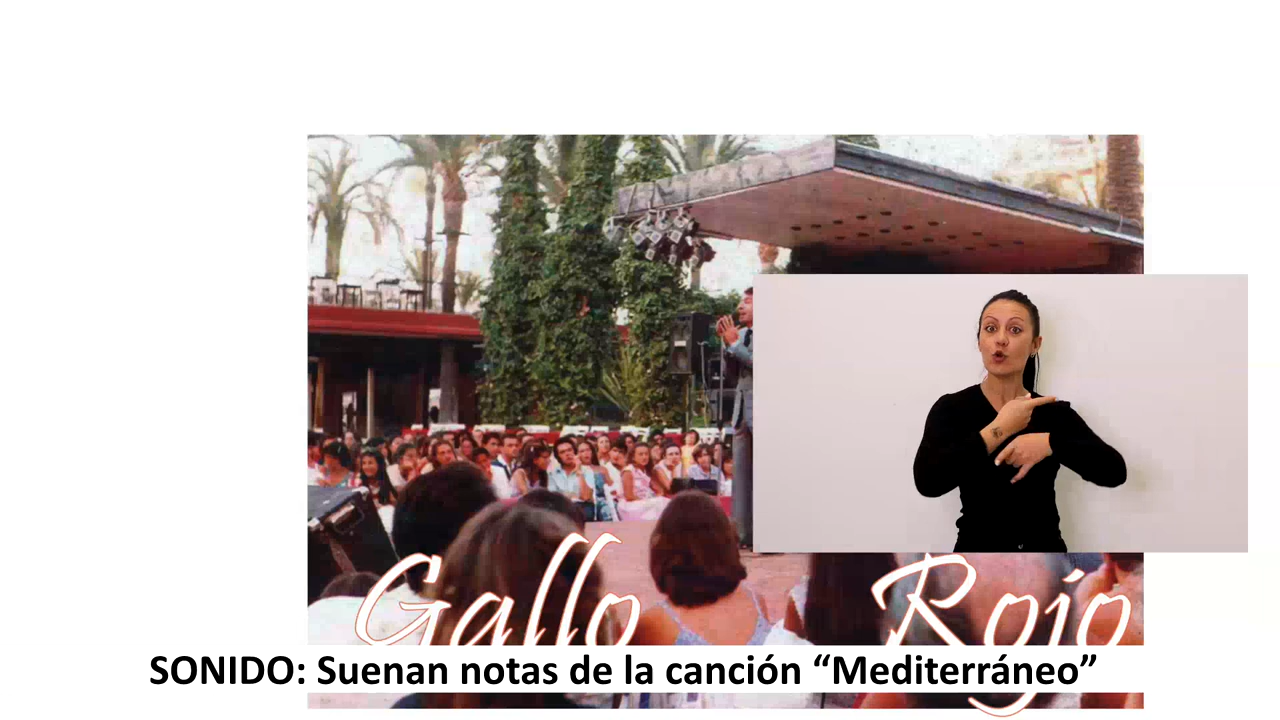 Gallo Rojo
SONIDO: Suenan notas de la canción “Mediterráneo”